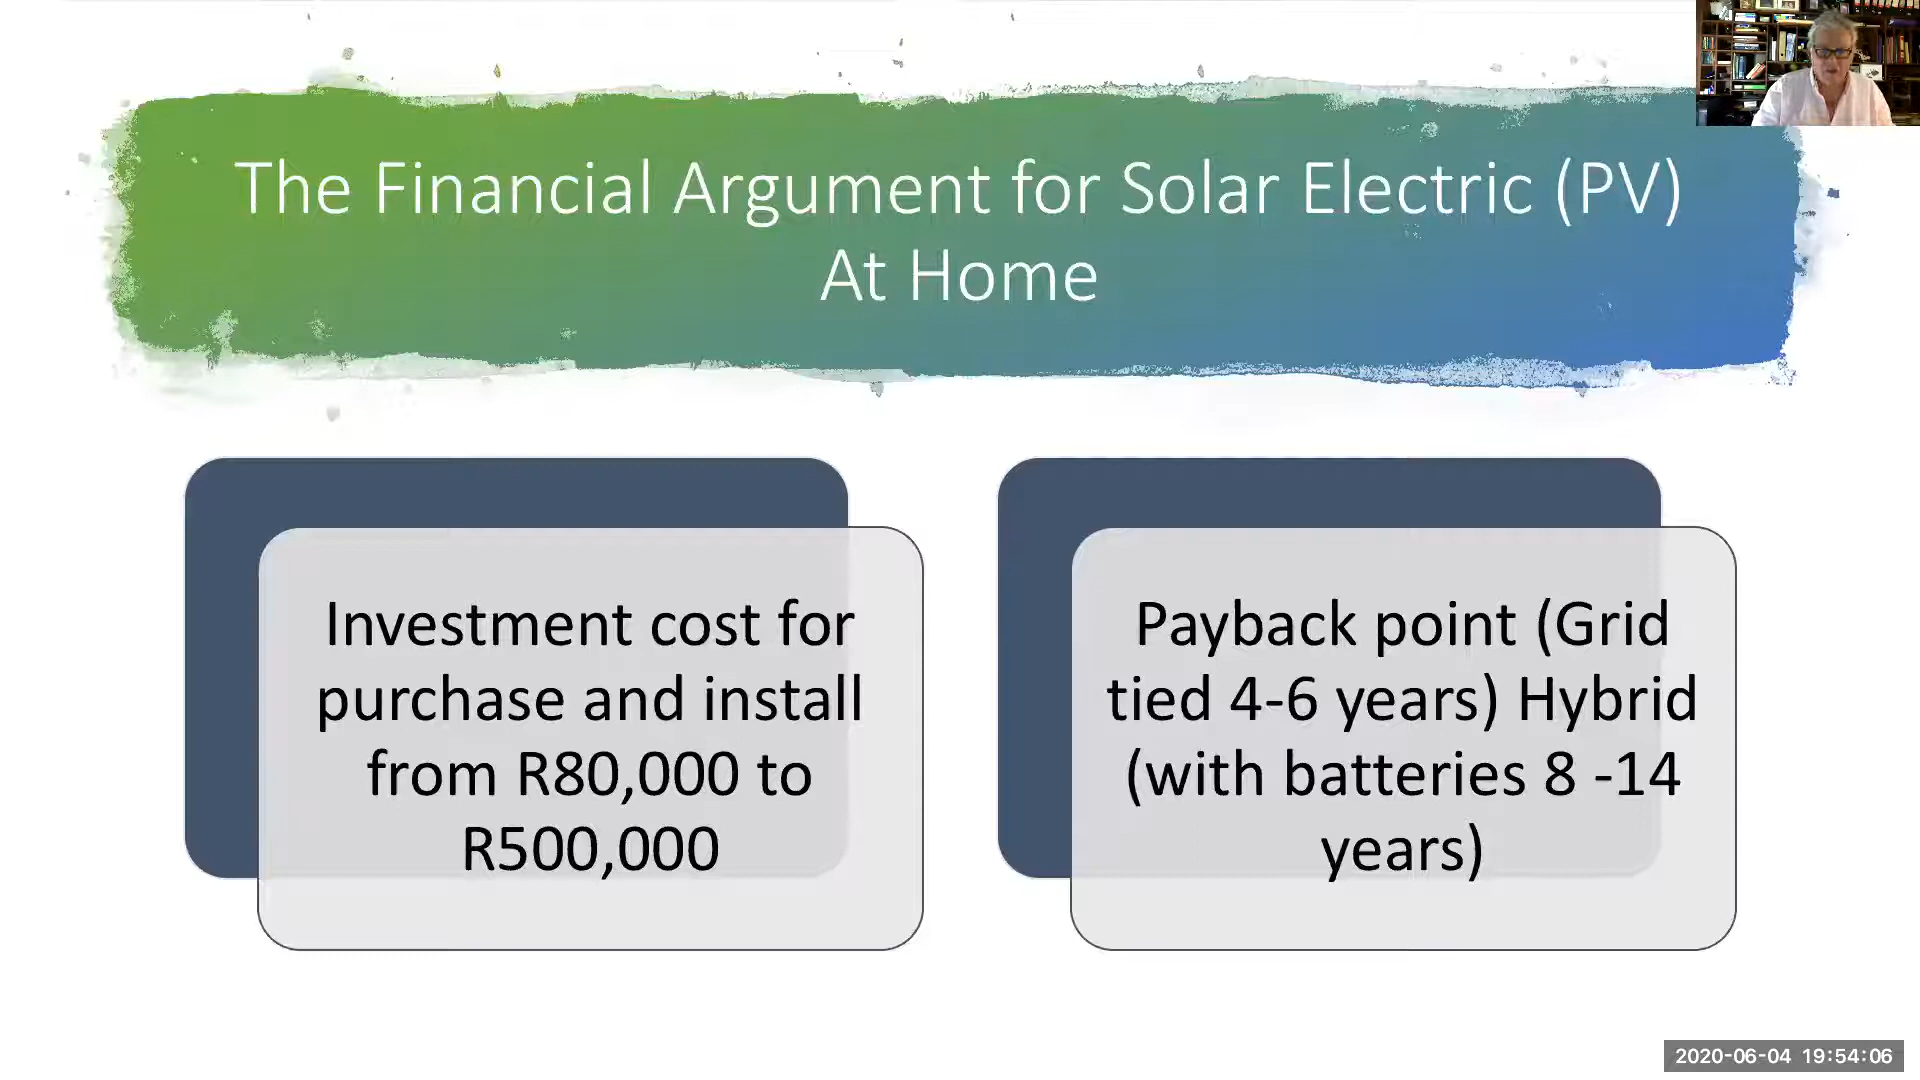 The Financial Argument for Solar Electric (PV)
At Home
Investment cost for
purchase and install
from R80,000 to
R500,000
Payback point (Grid
tied 4-6 years) Hybrid
(with batteries 8 -14
years)
2020-06-04 19:54:06